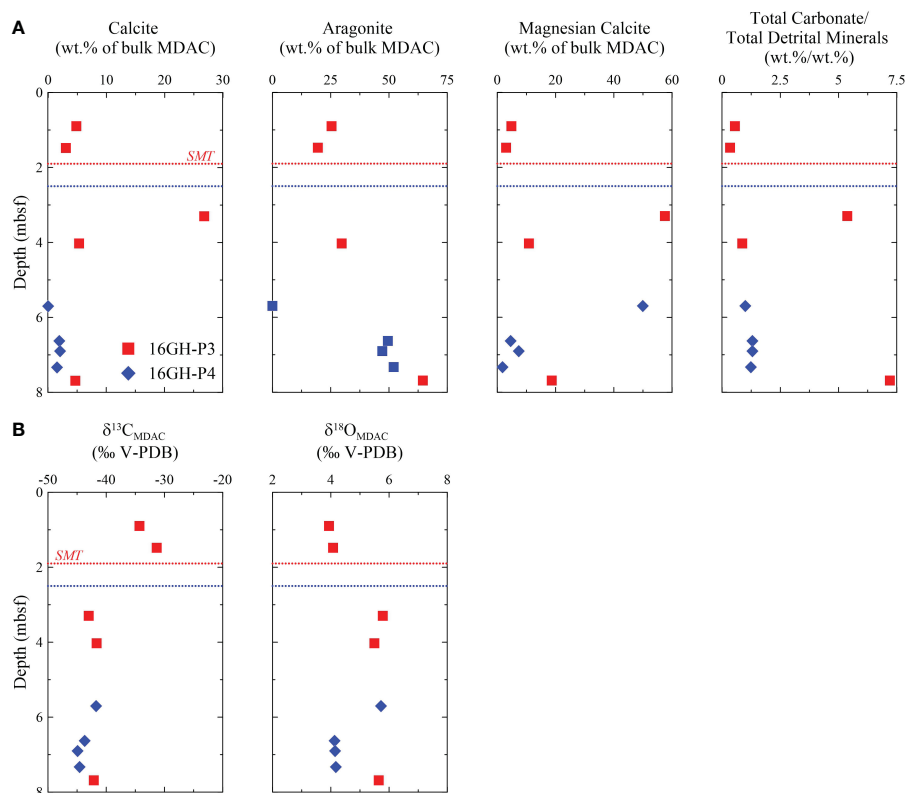 A
Calcite
(wt.% of bulk MDAC)
0 10 20 30
Aragonite
(wt.% of bulk MDAC)
0 25 50 75
Magnesian Calcite
(wt.% of bulk MDAC)
0 20 40 60
Total Carbonate/
Total Detrital Minerals
(wt.%/wt.%)
0 2.5 5 7.5
Depth (mbsf)
0
2
4
6
8
SMT
16GH-P3
16GH-P4
B
δ¹³C_MDAC
(‰ V-PDB)
-50 -40 -30 -20
δ¹⁸O_MDAC
(‰ V-PDB)
2 4 6 8
Depth (mbsf)
0
2
4
6
8
SMT